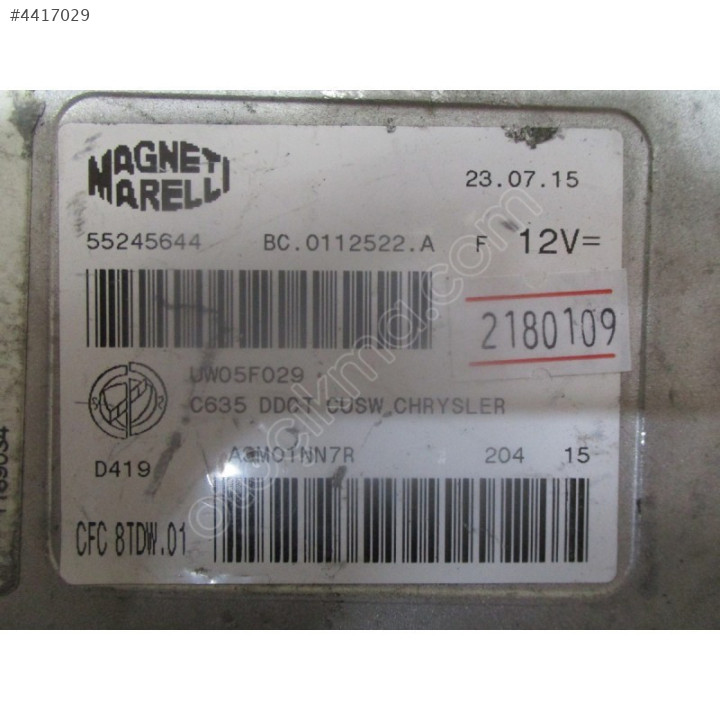 #4417029
MAGNETI MARELLI
23.07.15
55245644 BC.0112522.A F 12V=
2180109
UW05F029
C635 DDCT CUSW CHRYSLER
S R
D419 A3M01NN7R 204 15
CFC 8TDW.01